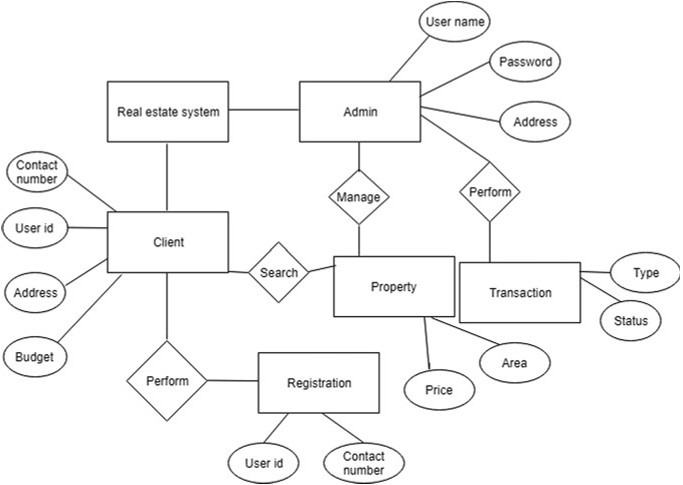 User name
Password
Real estate system
Admin
Address
Contact
number
Manage
Perform
User id
Client
Search
Address
Property
Transaction
Type
Status
Budget
Perform
Registration
Area
Price
User id
Contact
number